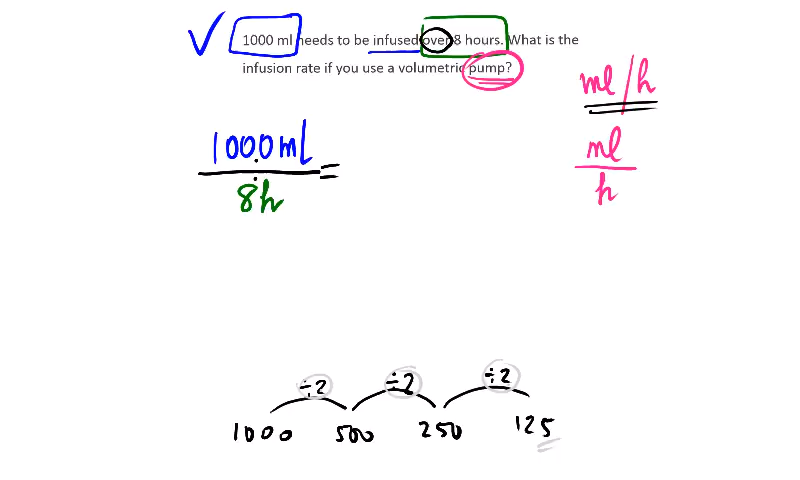 1000 ml needs to be infused over 8 hours. What is the
infusion rate if you use a volumetric pump?
ml/h
1000 ml
8h
=
ml
h
÷2 ÷2 ÷2
1000 500 250 125